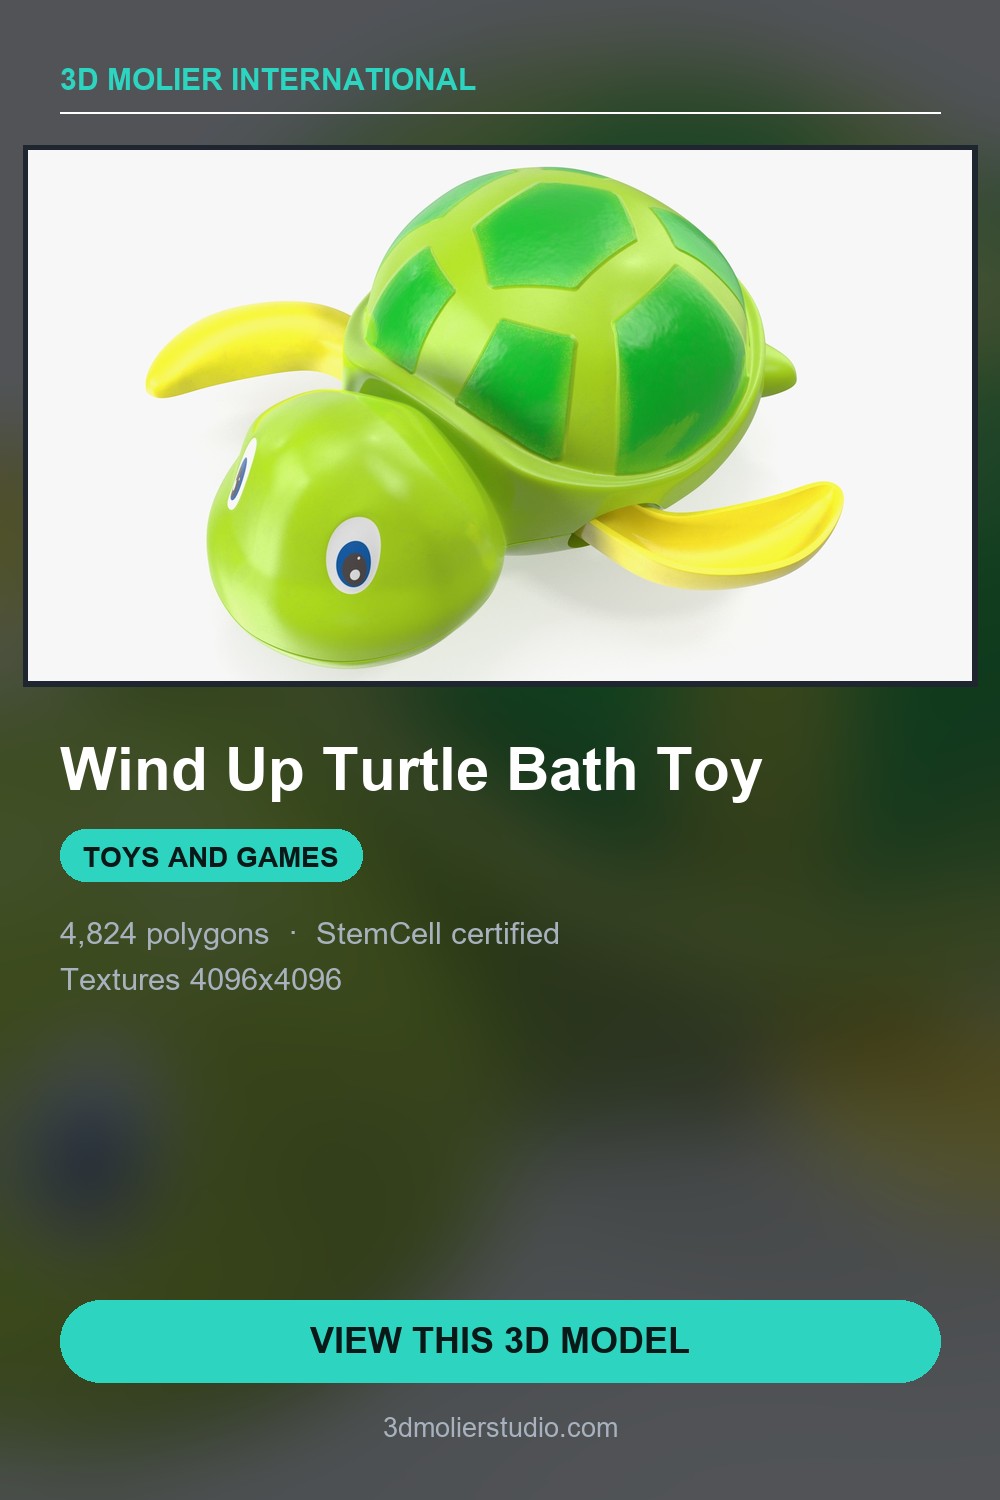 3D MOLIER INTERNATIONAL
Wind Up Turtle Bath Toy
TOYS AND GAMES
4,824 polygons · StemCell certified
Textures 4096x4096
VIEW THIS 3D MODEL
3dmolierstudio.com